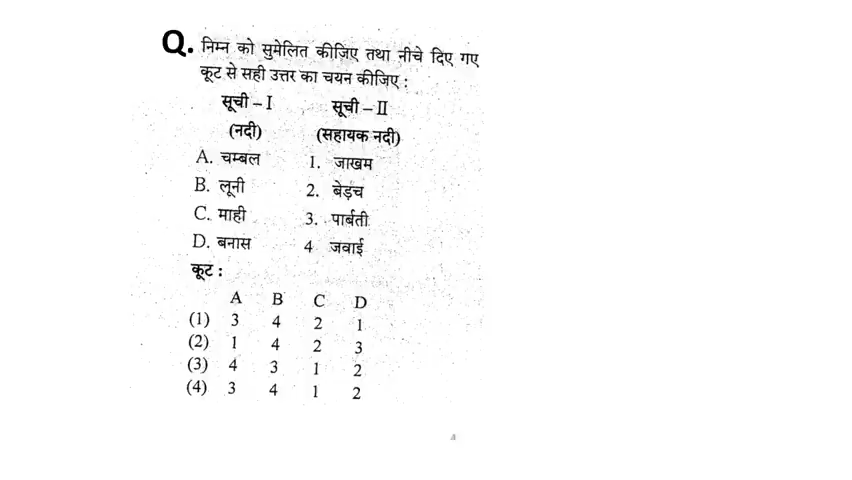 Q. निम्न को सुमेलित कीजिए तथा नीचे दिए गए
कूट से सही उत्तर का चयन कीजिए :
सूची – I सूची – II
(नदी) (सहायक नदी)
A. चम्बल 1. जाखम
B. लूनी 2. बेड़च
C. माही 3. पार्बती
D. बनास 4 जवाई
कूट :
A B C D
(1) 3 4 2 1
(2) 1 4 2 3
(3) 4 3 1 2
(4) 3 4 1 2
4